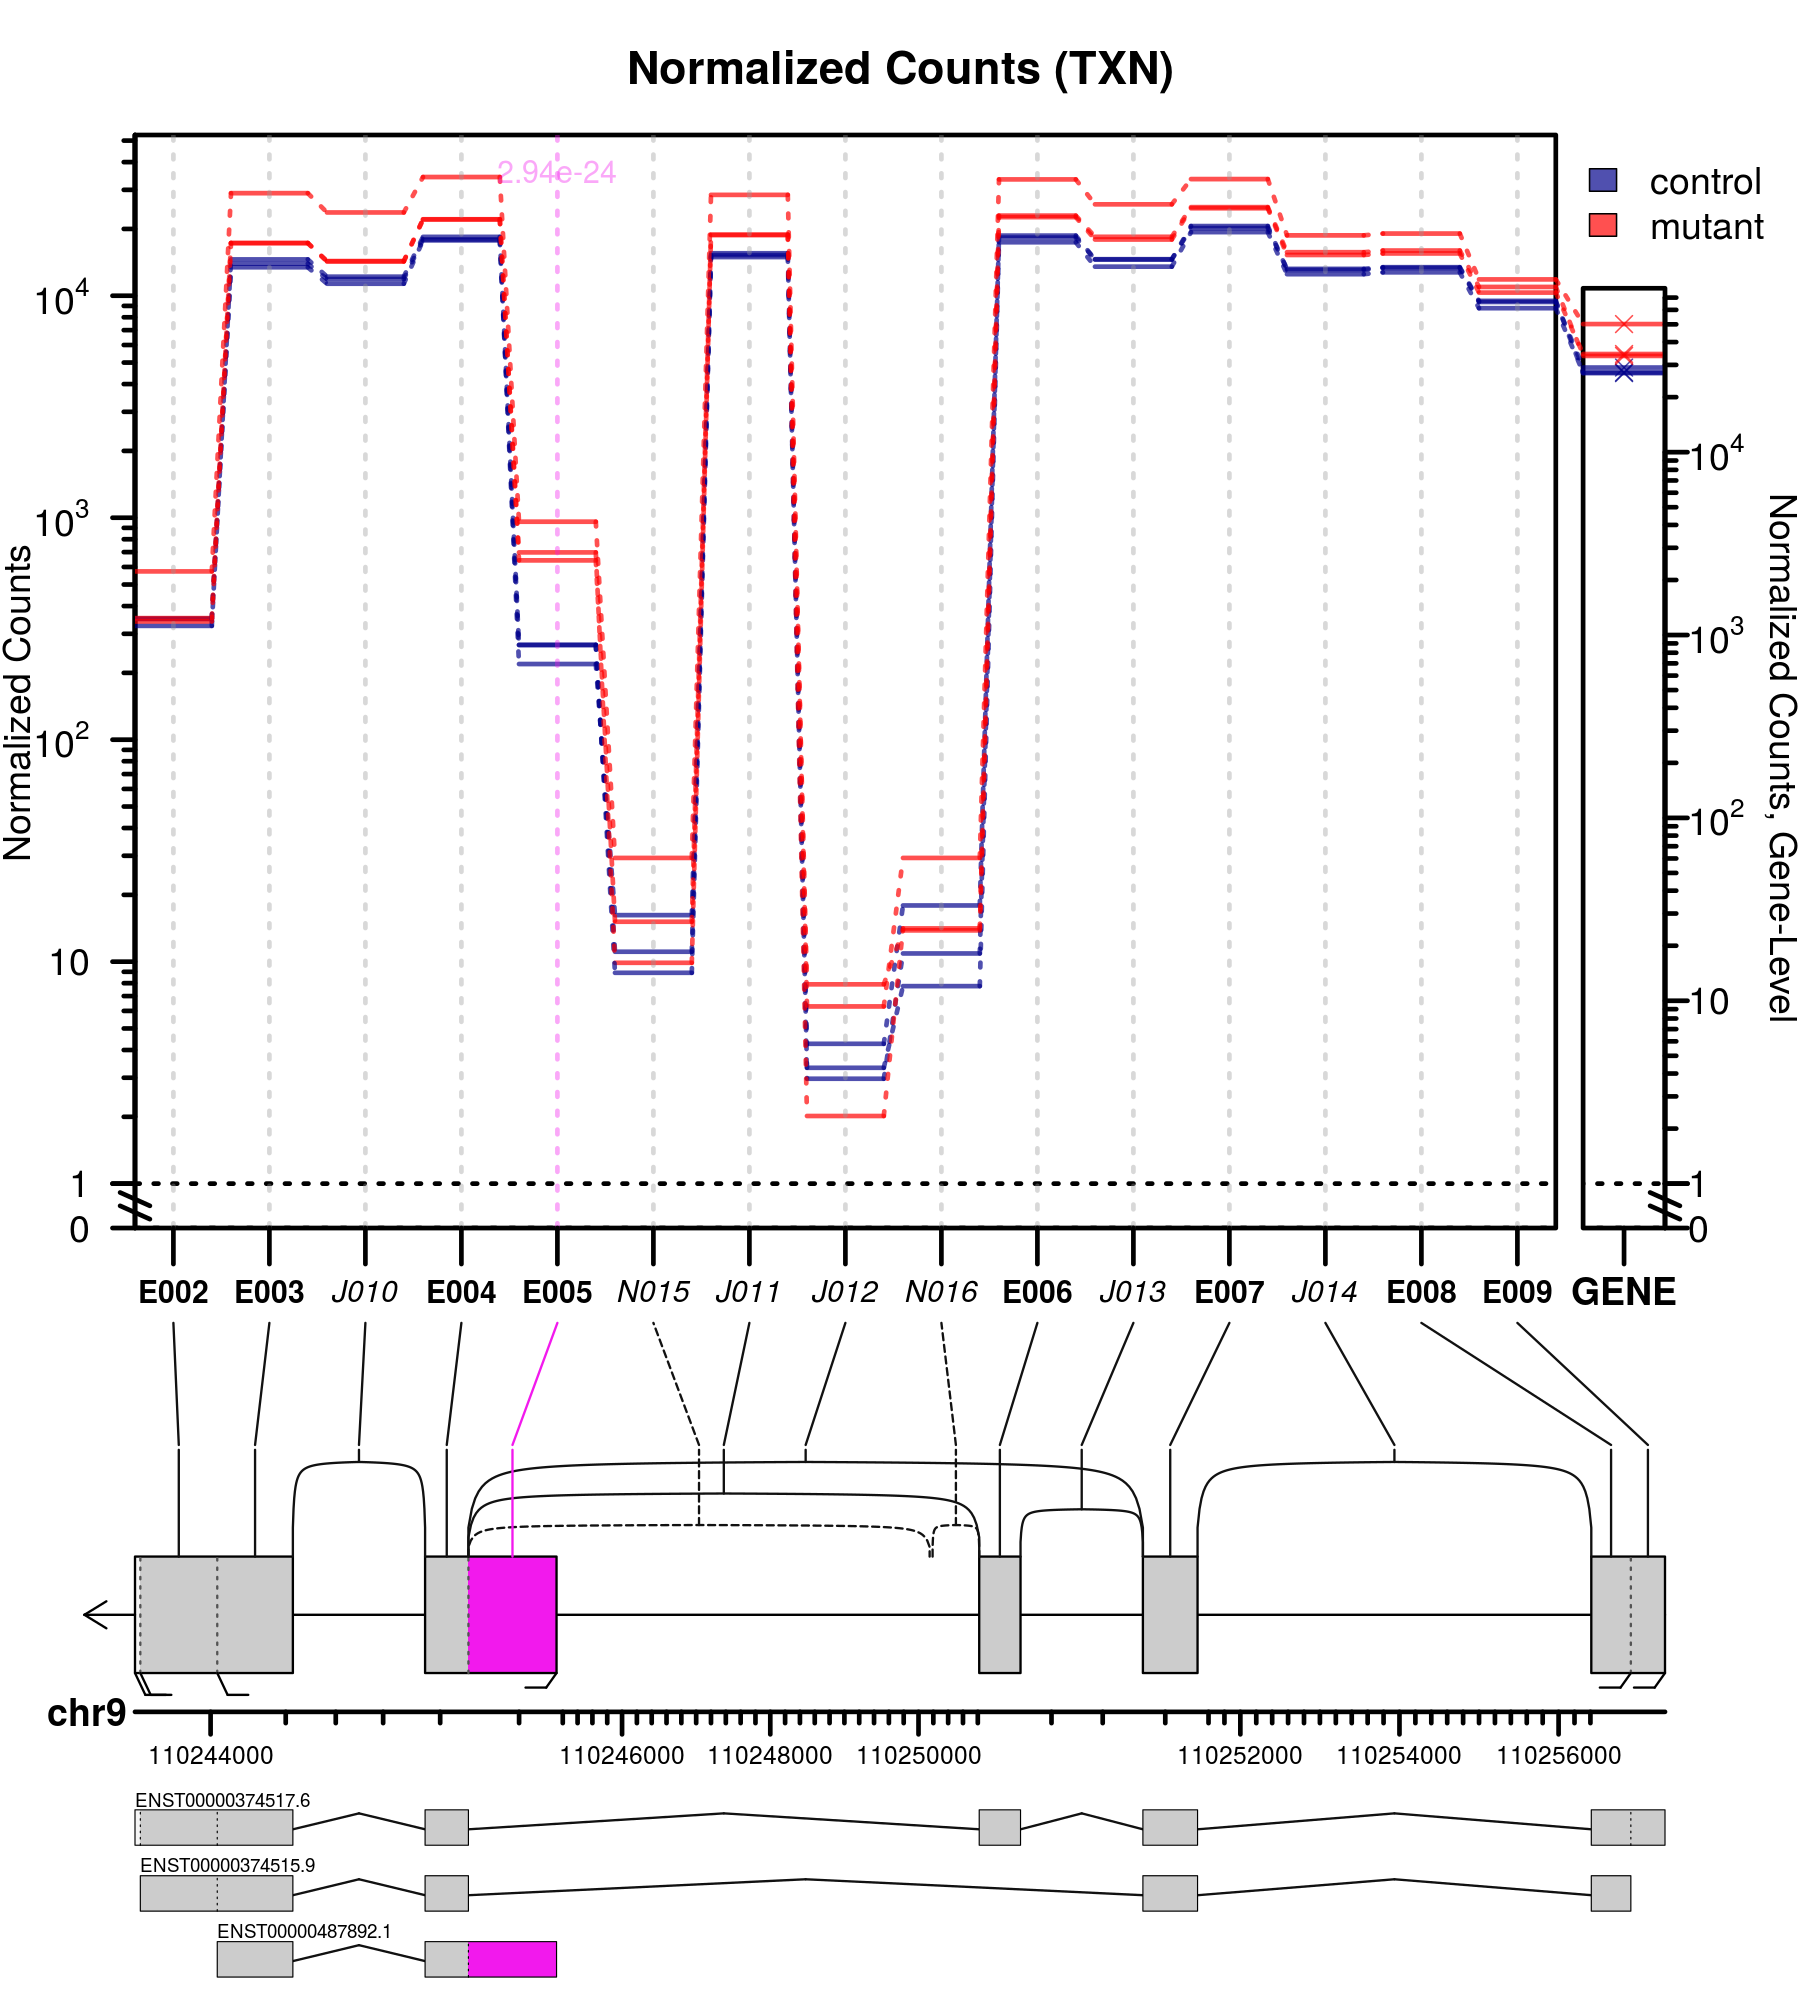 Normalized Counts (TXN)
2.94e-24
control
mutant
Normalized Counts
10^4
10^3
10^2
10
1
0
10^4
10^3
10^2
10
1
0
Normalized Counts, Gene-Level
E002 E003 J010 E004 E005 N015 J011 J012 N016 E006 J013 E007 J014 E008 E009 GENE
chr9
110244000 110246000 110248000 110250000 110252000 110254000 110256000
ENST00000374517.6
ENST00000374515.9
ENST00000487892.1